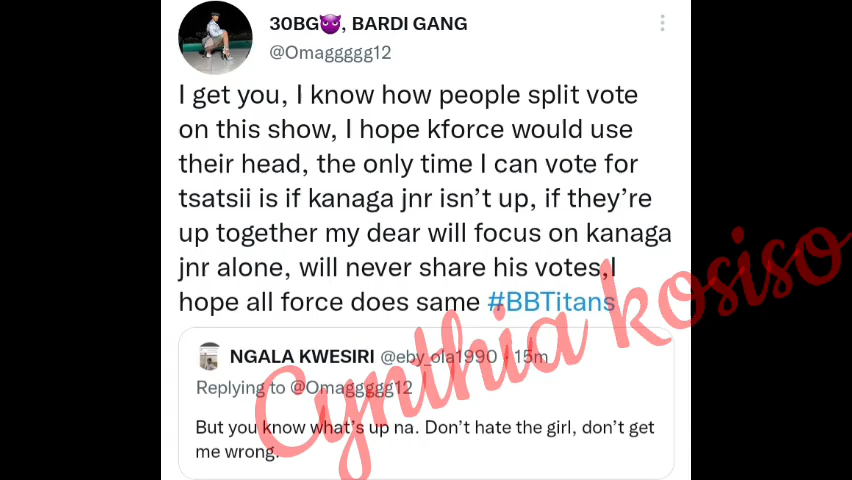 30BG😈, BARDI GANG
@Omaggggg12
I get you, I know how people split vote
on this show, I hope kforce would use
their head, the only time I can vote for
tsatsii is if kanaga jnr isn't up, if they're
up together my dear will focus on kanaga
jnr alone, will never share his votes,I
hope all force does same #BBTitans
NGALA KWESIRI @eby_ola1990 · 15m
Replying to @Omaggggg12
But you know what's up na. Don't hate the girl, don't get
me wrong.
Cynthia kosiso